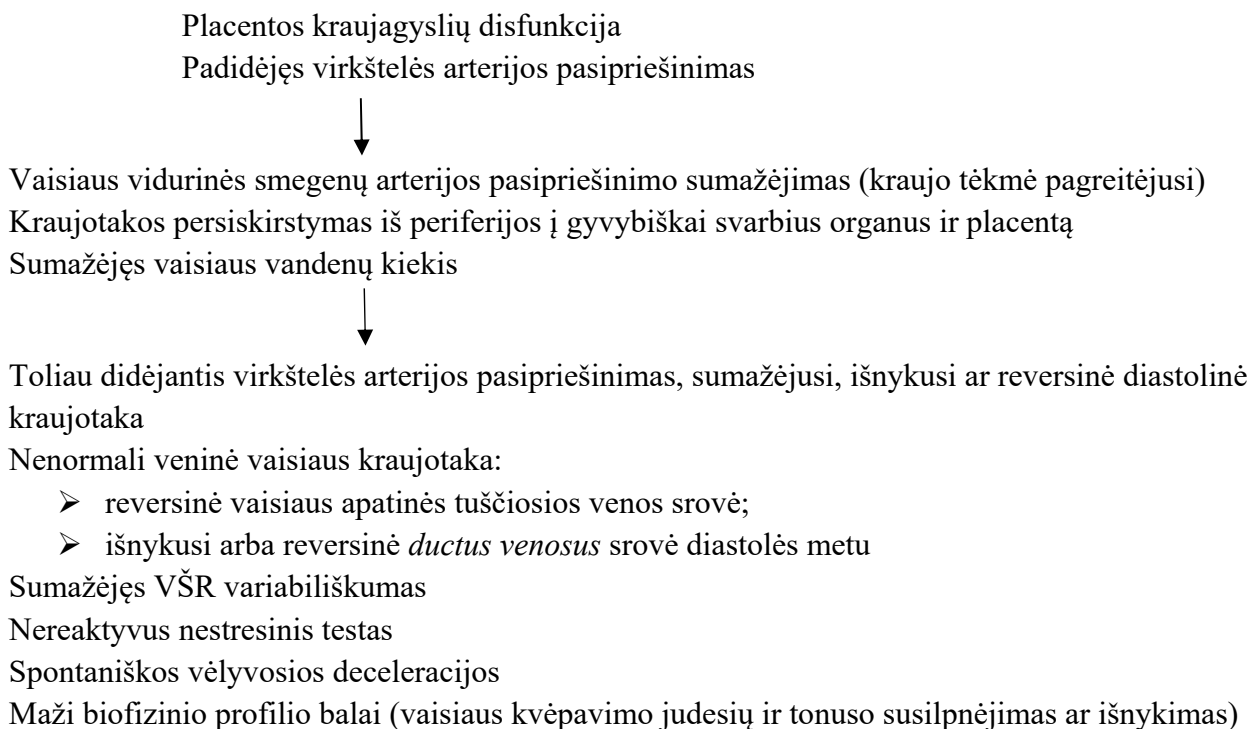 Placentos kraujagyslių disfunkcija
Padidėjęs virkštelės arterijos pasipriešinimas
Vaisiaus vidurinės smegenų arterijos pasipriešinimo sumažėjimas (kraujo tėkmė pagreitėjusi)
Kraujotakos persiskirstymas iš periferijos į gyvybiškai svarbius organus ir placentą
Sumažėjęs vaisiaus vandenų kiekis
Toliau didėjantis virkštelės arterijos pasipriešinimas, sumažėjusi, išnykusi ar reversinė diastolinė
kraujotaka
Nenormali veninė vaisiaus kraujotaka:
➢ reversinė vaisiaus apatinės tuščiosios venos srovė;
➢ išnykusi arba reversinė ductus venosus srovė diastolės metu
Sumažėjęs VŠR variabiliškumas
Nereaktyvus nestresinis testas
Spontaniškos vėlyvosios deceleracijos
Maži biofizinio profilio balai (vaisiaus kvėpavimo judesių ir tonuso susilpnėjimas ar išnykimas)